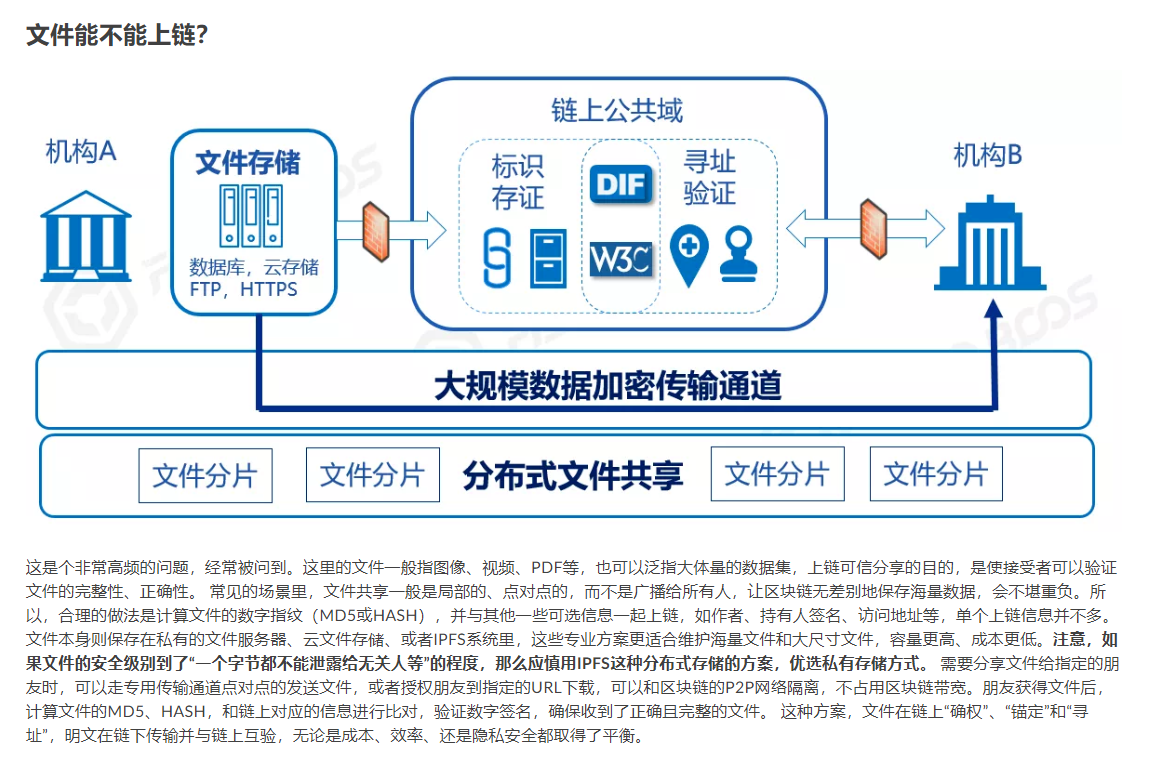 文件能不能上链？
链上公共域
机构A
文件存储
数据库，云存储
FTP，HTTPS
标识
存证
DIF
W3C
寻址
验证
机构B
BCOS
大规模数据加密传输通道
文件分片
文件分片
分布式文件共享
文件分片
文件分片
这是个非常高频的问题，经常被问到。这里的文件一般指图像、视频、PDF等，也可以泛指大体量的数据集，上链可信分享的目的，是使接受者可以验证
文件的完整性、正确性。 常见的场景里，文件共享一般是局部的、点对点的，而不是广播给所有人，让区块链无差别地保存海量数据，会不堪重负。所
以，合理的做法是计算文件的数字指纹（MD5或HASH），并与其他一些可选信息一起上链，如作者、持有人签名、访问地址等，单个上链信息并不多。
文件本身则保存在私有的文件服务器、云文件存储、或者IPFS系统里，这些专业方案更适合维护海量文件和大尺寸文件，容量更高、成本更低。注意，如
果文件的安全级别到了“一个字节都不能泄露给无关人等”的程度，那么应慎用IPFS这种分布式存储的方案，优选私有存储方式。 需要分享文件给指定的朋
友时，可以走专用传输通道点对点的发送文件，或者授权朋友到指定的URL下载，可以和区块链的P2P网络隔离，不占用区块链带宽。朋友获得文件后，
计算文件的MD5、HASH，和链上对应的信息进行比对，验证数字签名，确保收到了正确且完整的文件。 这种方案，文件在链上“确权”、“锚定”和“寻
址”，明文在链下传输并与链上互验，无论是成本、效率、还是隐私安全都取得了平衡。